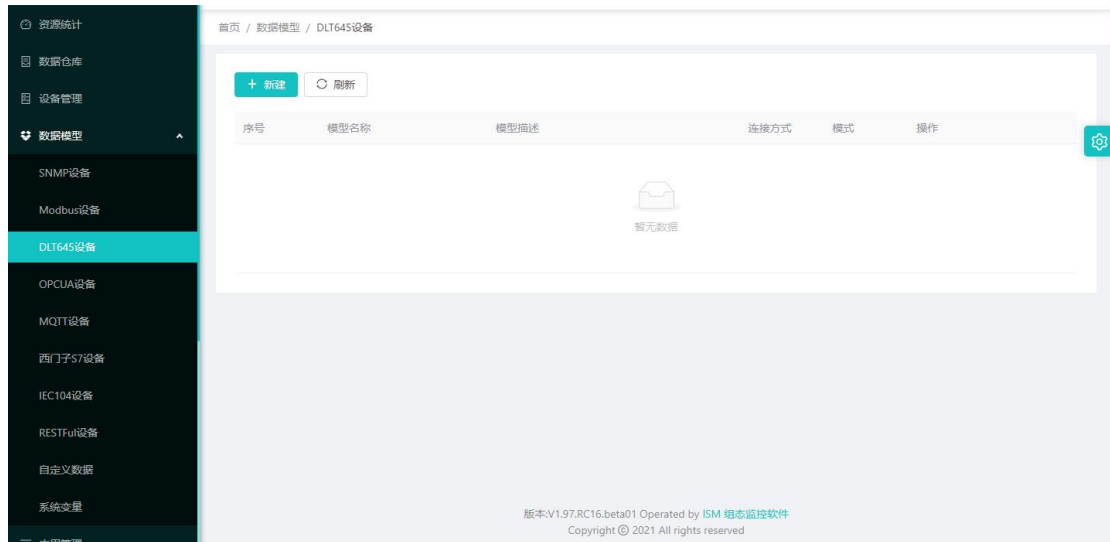 资源统计
数据仓库
设备管理
数据模型
SNMP设备
Modbus设备
DLT645设备
OPCUA设备
MQTT设备
西门子S7设备
IEC104设备
RESTFul设备
自定义数据
系统变量
首页 / 数据模型 / DLT645设备
+ 新建 刷新
序号 模型名称 模型描述 连接方式 模式 操作
暂无数据
版本:V1.97.RC16.beta01 Operated by ISM 组态监控软件
Copyright © 2021 All rights reserved